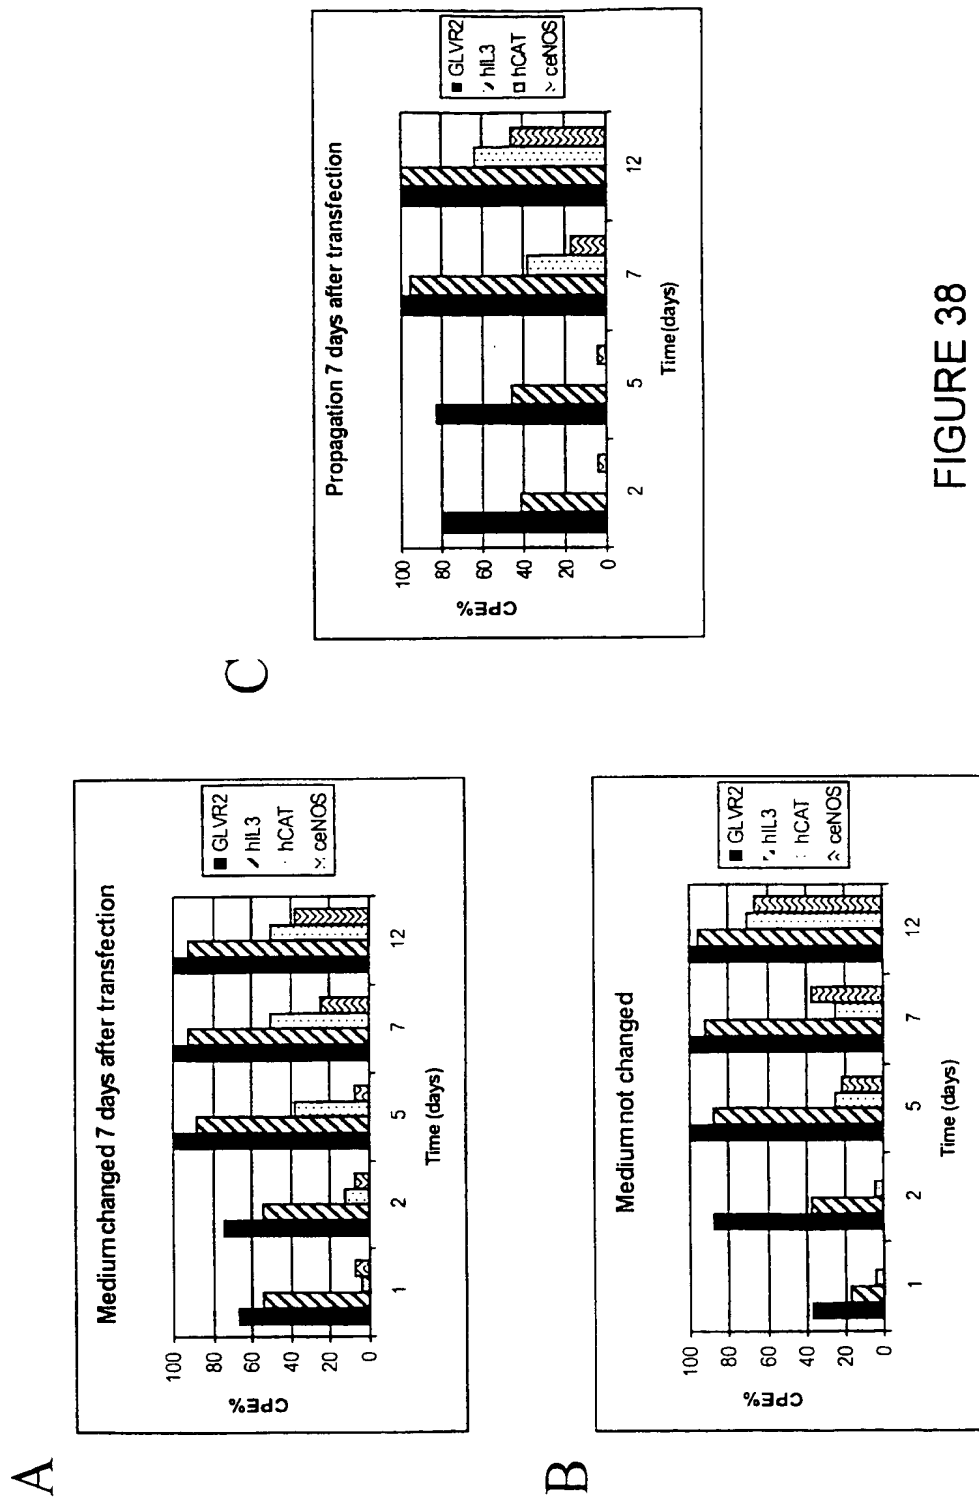 A
Medium changed 7 days after transfection
CPE%
100
80
60
40
20
0
1
2
5
7
12
Time (days)
GLVR2
hIL3
hCAT
ceNOS
B
Medium not changed
CPE%
100
80
60
40
20
0
1
2
5
7
12
Time (days)
GLVR2
hIL3
hCAT
ceNOS
C
Propagation 7 days after transfection
CPE%
100
80
60
40
20
0
2
5
7
12
Time (days)
GLVR2
hIL3
hCAT
ceNOS
FIGURE 38